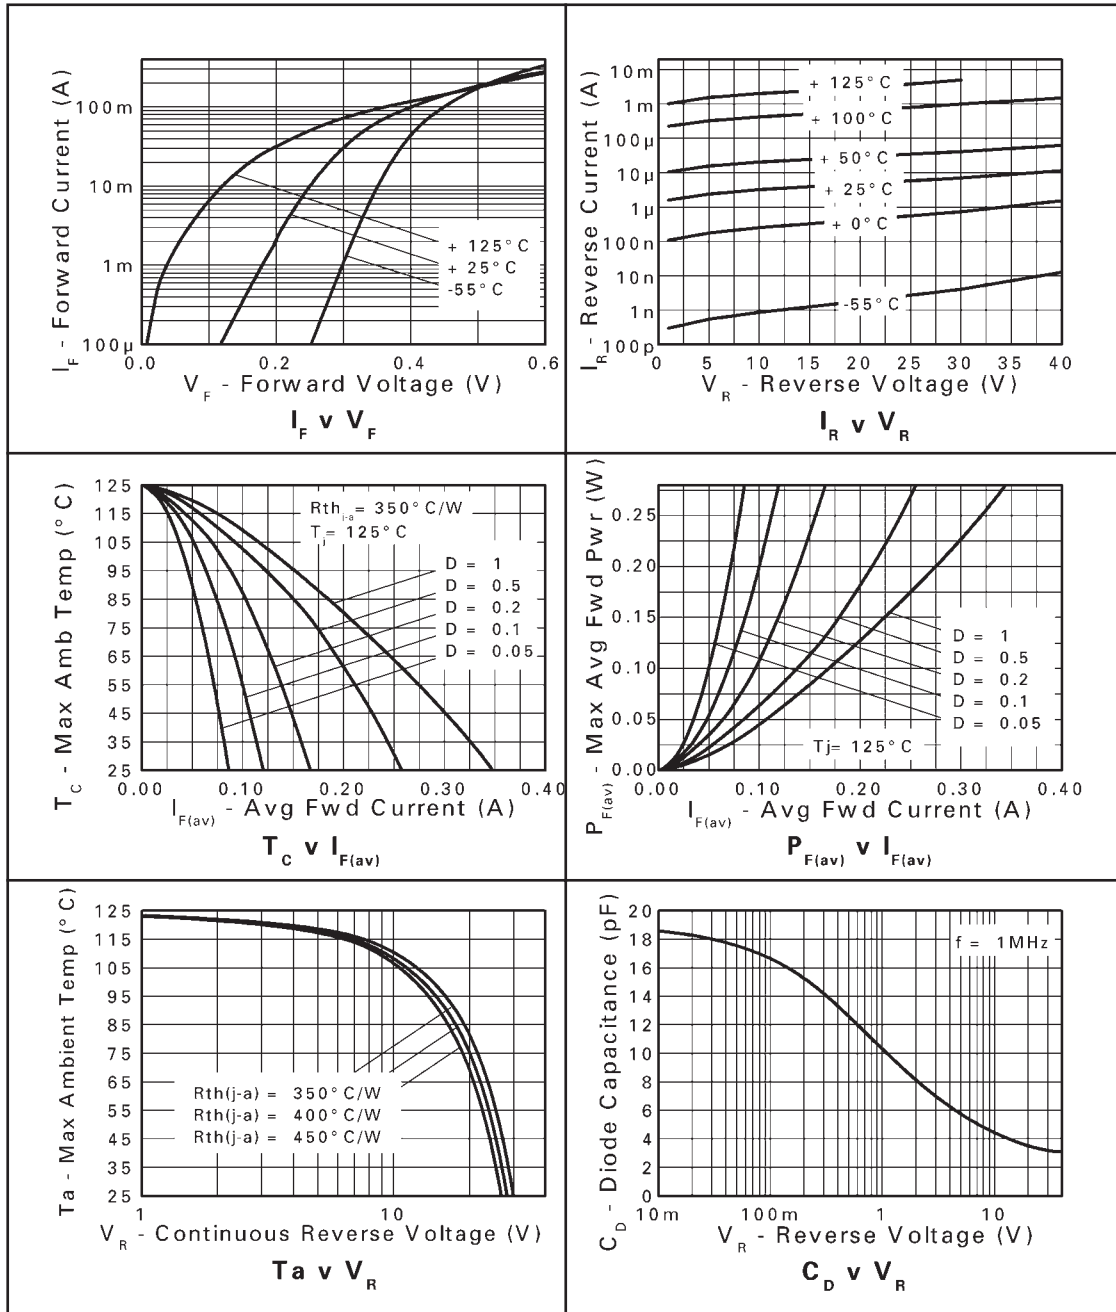 I_F - Forward Current (A)
100m
10m
1m
100µ
+ 125°C
+ 25°C
-55°C
0.0 0.2 0.4 0.6
V_F - Forward Voltage (V)
I_F v V_F
I_R - Reverse Current (A)
10m
1m
100µ
10µ
1µ
100n
10n
1n
100p
+ 125°C
+ 100°C
+ 50°C
+ 25°C
+ 0°C
-55°C
0 5 10 15 20 25 30 35 40
V_R - Reverse Voltage (V)
I_R v V_R
T_C - Max Amb Temp (°C)
125
115
105
95
85
75
65
55
45
35
25
Rth_j-a = 350°C/W
T_j= 125°C
D = 1
D = 0.5
D = 0.2
D = 0.1
D = 0.05
0.00 0.10 0.20 0.30 0.40
I_F(av) - Avg Fwd Current (A)
T_C v I_F(av)
P_F(av) - Max Avg Fwd Pwr (W)
0.25
0.20
0.15
0.10
0.05
0.00
D = 1
D = 0.5
D = 0.2
D = 0.1
D = 0.05
Tj= 125°C
0.00 0.10 0.20 0.30 0.40
I_F(av) - Avg Fwd Current (A)
P_F(av) v I_F(av)
Ta - Max Ambient Temp (°C)
125
115
105
95
85
75
65
55
45
35
25
Rth(j-a) = 350°C/W
Rth(j-a) = 400°C/W
Rth(j-a) = 450°C/W
1 10
V_R - Continuous Reverse Voltage (V)
Ta v V_R
C_D - Diode Capacitance (pF)
20
18
16
14
12
10
8
6
4
2
0
f = 1MHz
10m 100m 1 10
V_R - Reverse Voltage (V)
C_D v V_R